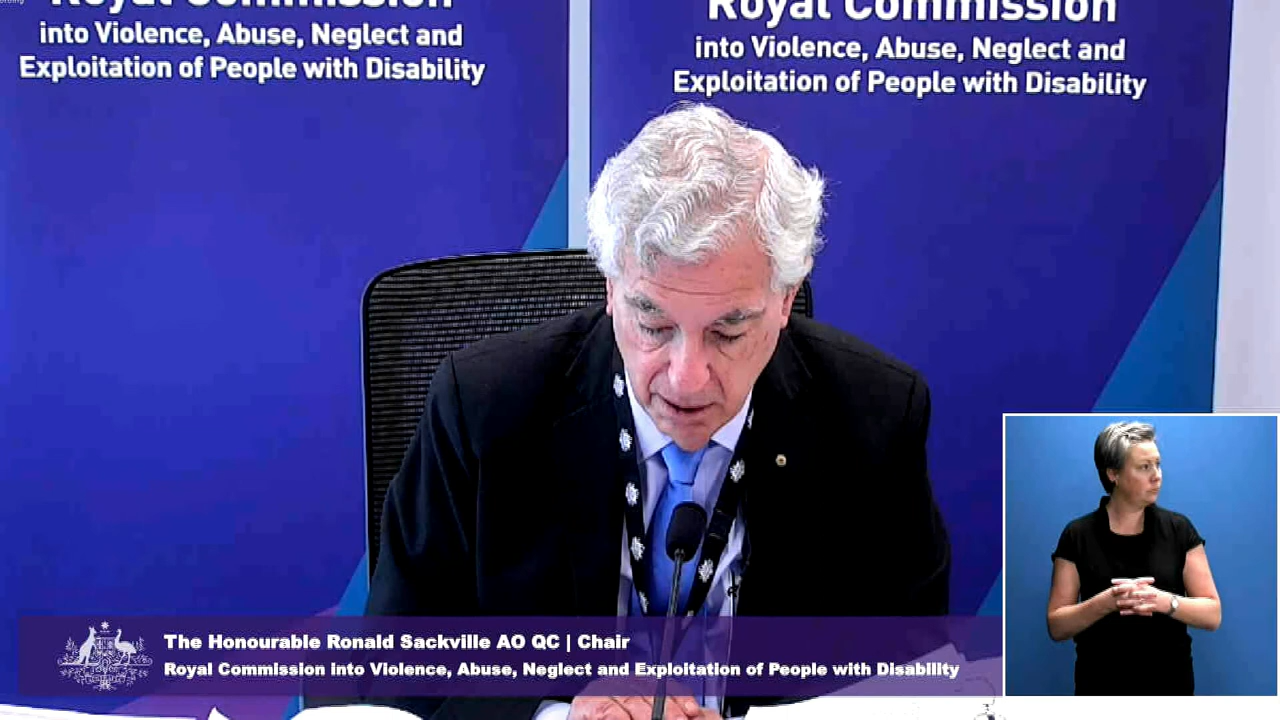 Royal Commission
into Violence, Abuse, Neglect and
Exploitation of People with Disability
Royal Commission
into Violence, Abuse, Neglect and
Exploitation of People with Disability
The Honourable Ronald Sackville AO QC | Chair
Royal Commission into Violence, Abuse, Neglect and Exploitation of People with Disability